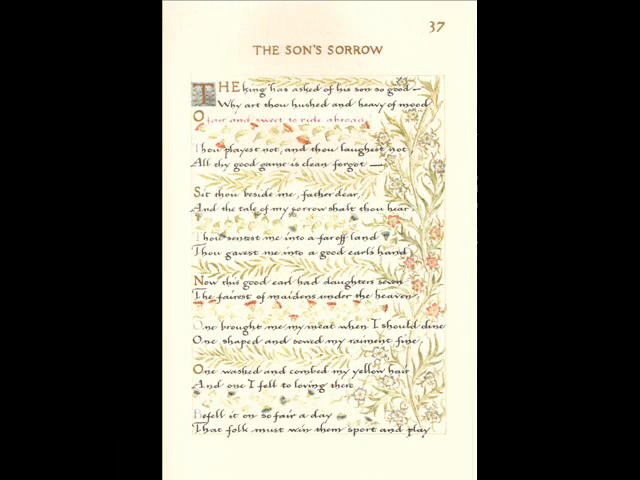 37
THE SON'S SORROW
THE king has asked of his son so good—
Why art thou hushed and heavy of mood
O fair and sweet to ride abroad
Thou playest not, and thou laughest not
All thy good game is clean forgot—
Sit thou beside me, father dear,
And the tale of my sorrow shalt thou hear.
Thou sentest me into a far off land
Thou gavest me into a good earls hand
Now this good earl had daughters seven
The fairest of maidens under the heaven
One brought me my meat when I should dine
One shaped and sewed my raiment fine,
One washed and combed my yellow hair
And one I fell to loving there
Befell it on so fair a day
That folk must win them sport and play